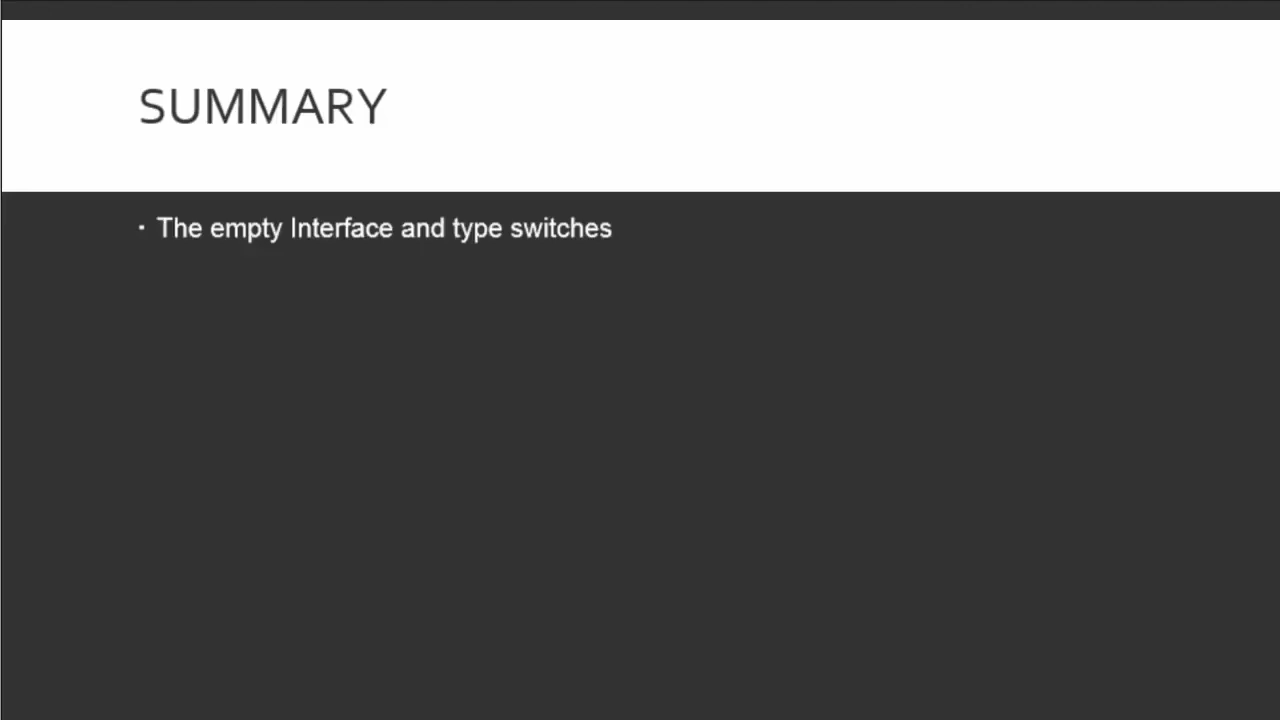 SUMMARY
· The empty Interface and type switches